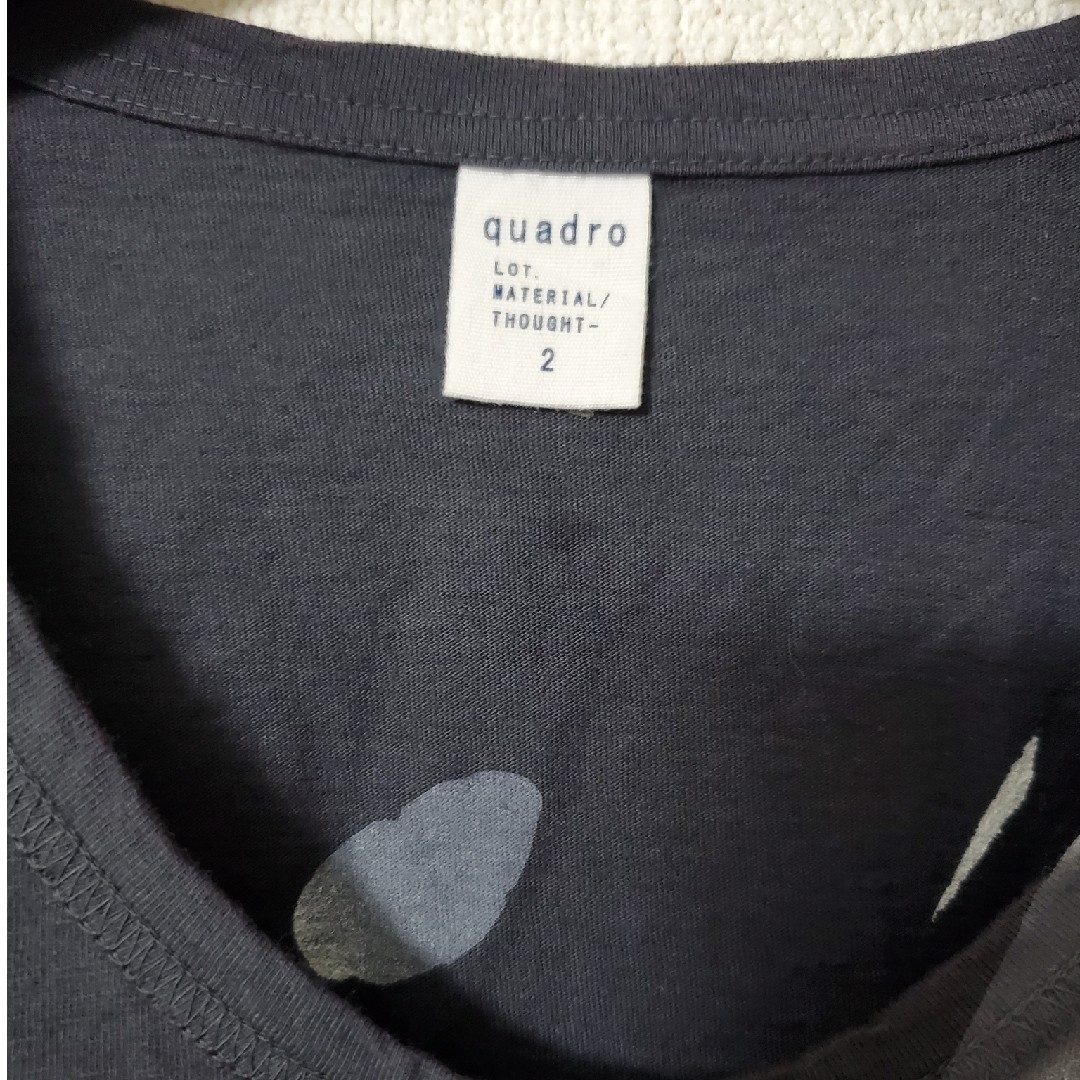 quadro
LOT.
MATERIAL/
THOUGHT-
2